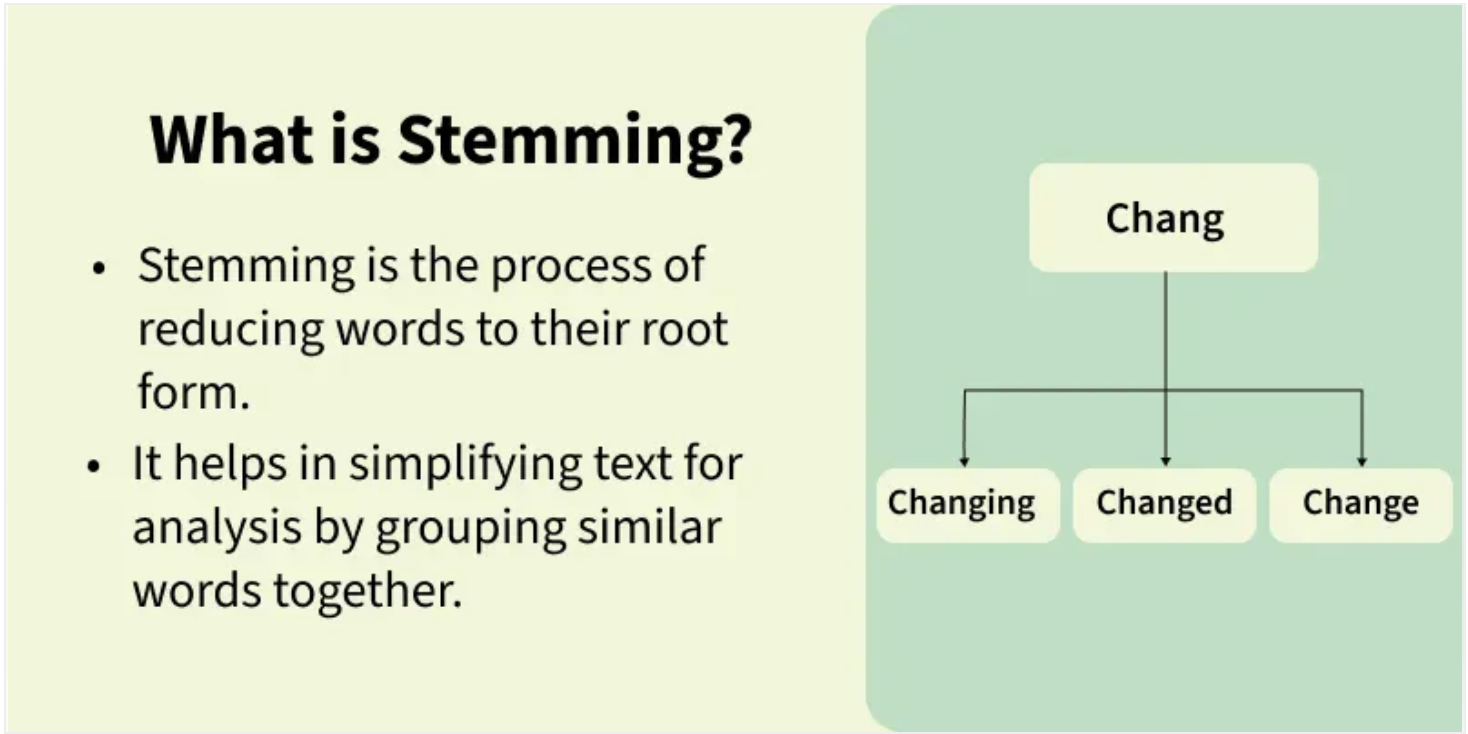 What is Stemming?
• Stemming is the process of
reducing words to their root
form.
• It helps in simplifying text for
analysis by grouping similar
words together.
Chang
Changing
Changed
Change